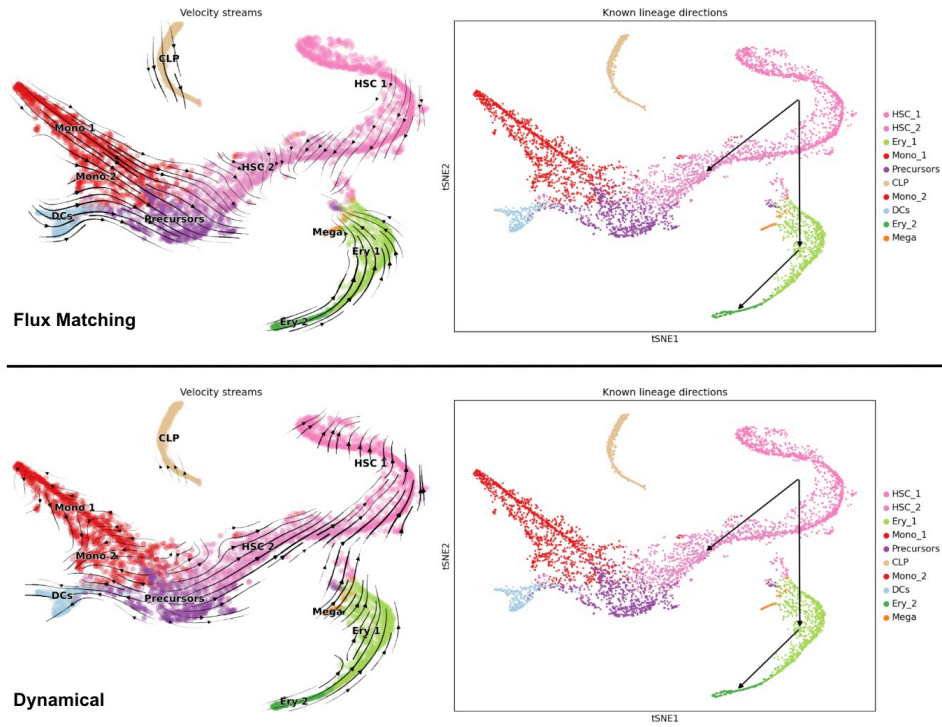 Velocity streams
Known lineage directions
CLP
HSC 1
Mono 1
Mono 2
HSC 2
DCs
Precursors
Mega
Ery 1
Ery 2
Flux Matching
tSNE2
tSNE1
HSC_1
HSC_2
Ery_1
Mono_1
Precursors
CLP
Mono_2
DCs
Ery_2
Mega
Velocity streams
Known lineage directions
CLP
HSC 1
Mono 1
Mono 2
HSC 2
DCs
Precursors
Mega
Ery 1
Ery 2
Dynamical
tSNE2
tSNE1
HSC_1
HSC_2
Ery_1
Mono_1
Precursors
CLP
Mono_2
DCs
Ery_2
Mega